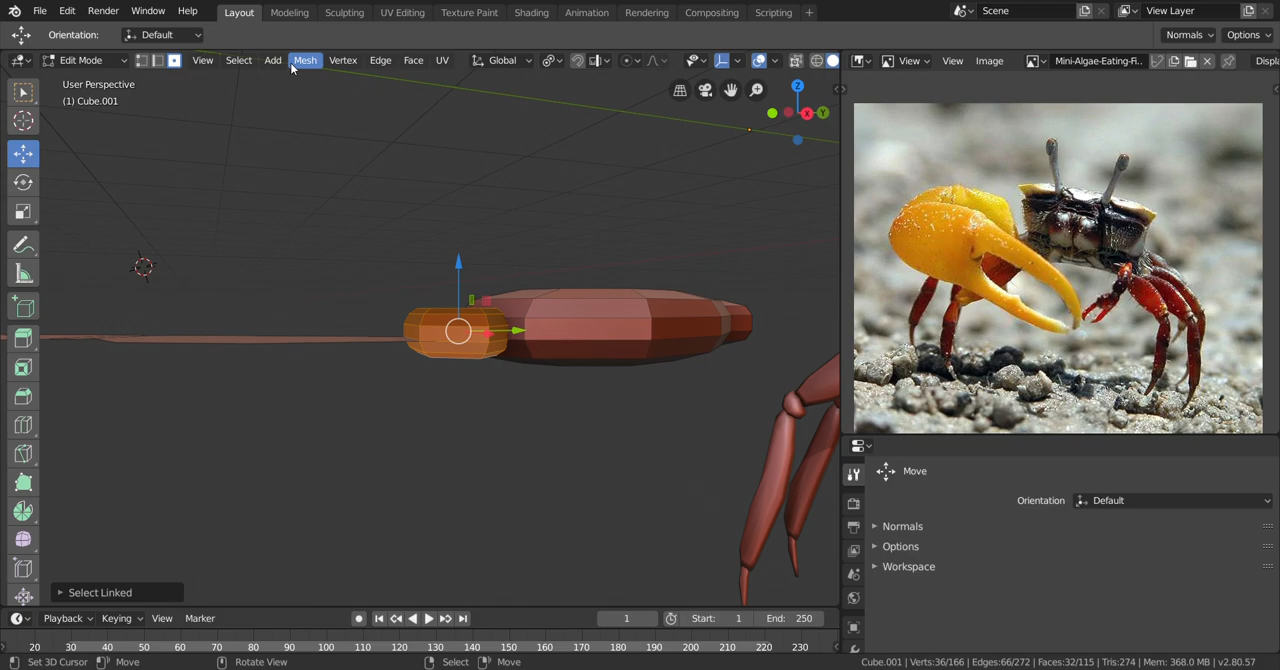 File Edit Render Window Help Layout Modeling Sculpting UV Editing Texture Paint Shading Animation Rendering Compositing Scripting + Scene View Layer
Orientation: Default Normals Options
Edit Mode View Select Add Mesh Vertex Edge Face UV Global View View Image Mini-Algae-Eating-Fi.. Displa
User Perspective
(1) Cube.001
Z
X Y
Move
Orientation Default
Normals
Options
Workspace
Select Linked
Playback Keying View Marker 1 Start: 1 End: 250
20 30 40 50 60 70 80 90 100 110 120 130 140 150 160 170 180 190 200 210 220 230
Set 3D Cursor Move Rotate View Select Move Cube.001 | Verts:36/166 | Edges:66/272 | Faces:32/115 | Tris:274 | Mem: 368.0 MB | v2.80.57